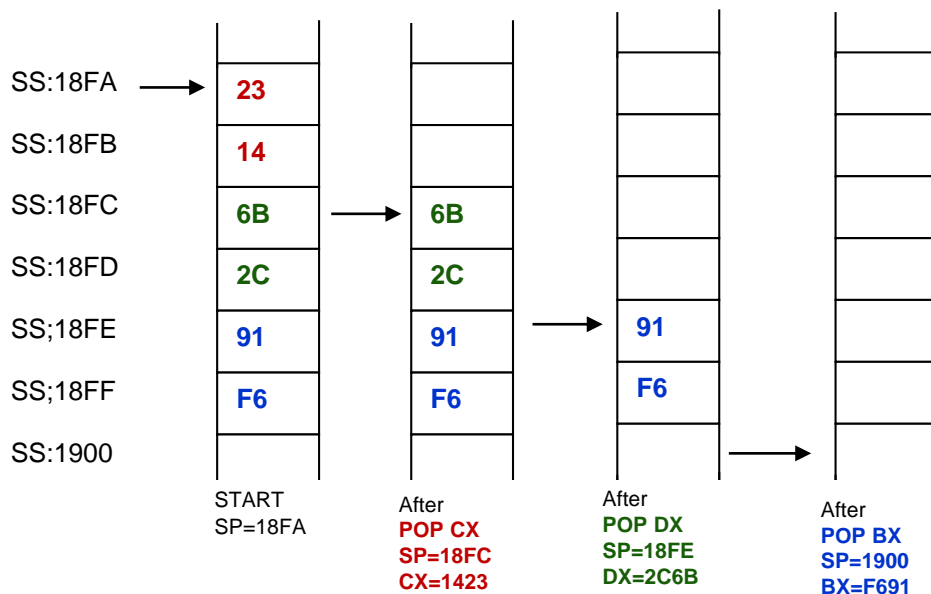 SS:18FA 23
SS:18FB 14
SS:18FC 6B 6B
SS:18FD 2C 2C
SS;18FE 91 91 91
SS;18FF F6 F6 F6
SS:1900
START
SP=18FA
After
POP CX
SP=18FC
CX=1423
After
POP DX
SP=18FE
DX=2C6B
After
POP BX
SP=1900
BX=F691